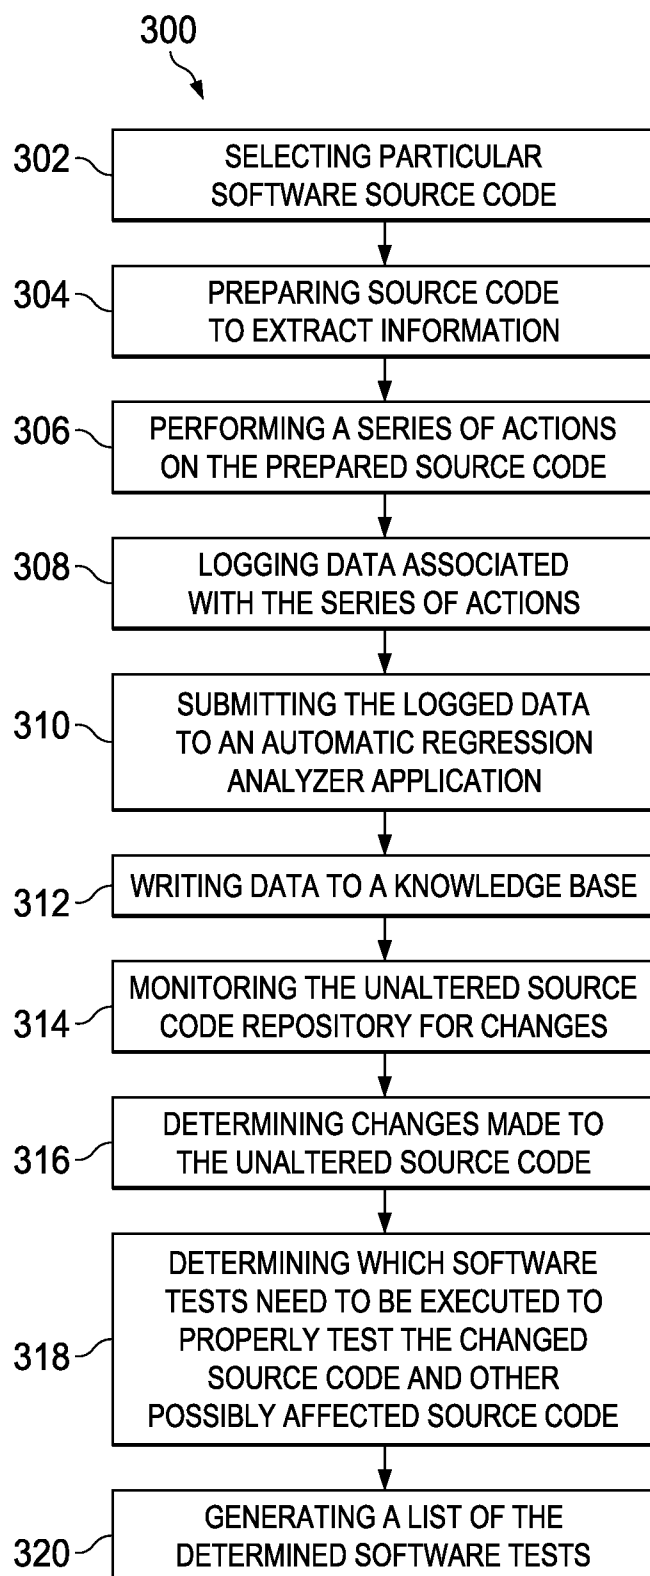 300
302
SELECTING PARTICULAR
SOFTWARE SOURCE CODE
304
PREPARING SOURCE CODE
TO EXTRACT INFORMATION
306
PERFORMING A SERIES OF ACTIONS
ON THE PREPARED SOURCE CODE
308
LOGGING DATA ASSOCIATED
WITH THE SERIES OF ACTIONS
310
SUBMITTING THE LOGGED DATA
TO AN AUTOMATIC REGRESSION
ANALYZER APPLICATION
312
WRITING DATA TO A KNOWLEDGE BASE
314
MONITORING THE UNALTERED SOURCE
CODE REPOSITORY FOR CHANGES
316
DETERMINING CHANGES MADE TO
THE UNALTERED SOURCE CODE
318
DETERMINING WHICH SOFTWARE
TESTS NEED TO BE EXECUTED TO
PROPERLY TEST THE CHANGED
SOURCE CODE AND OTHER
POSSIBLY AFFECTED SOURCE CODE
320
GENERATING A LIST OF THE
DETERMINED SOFTWARE TESTS